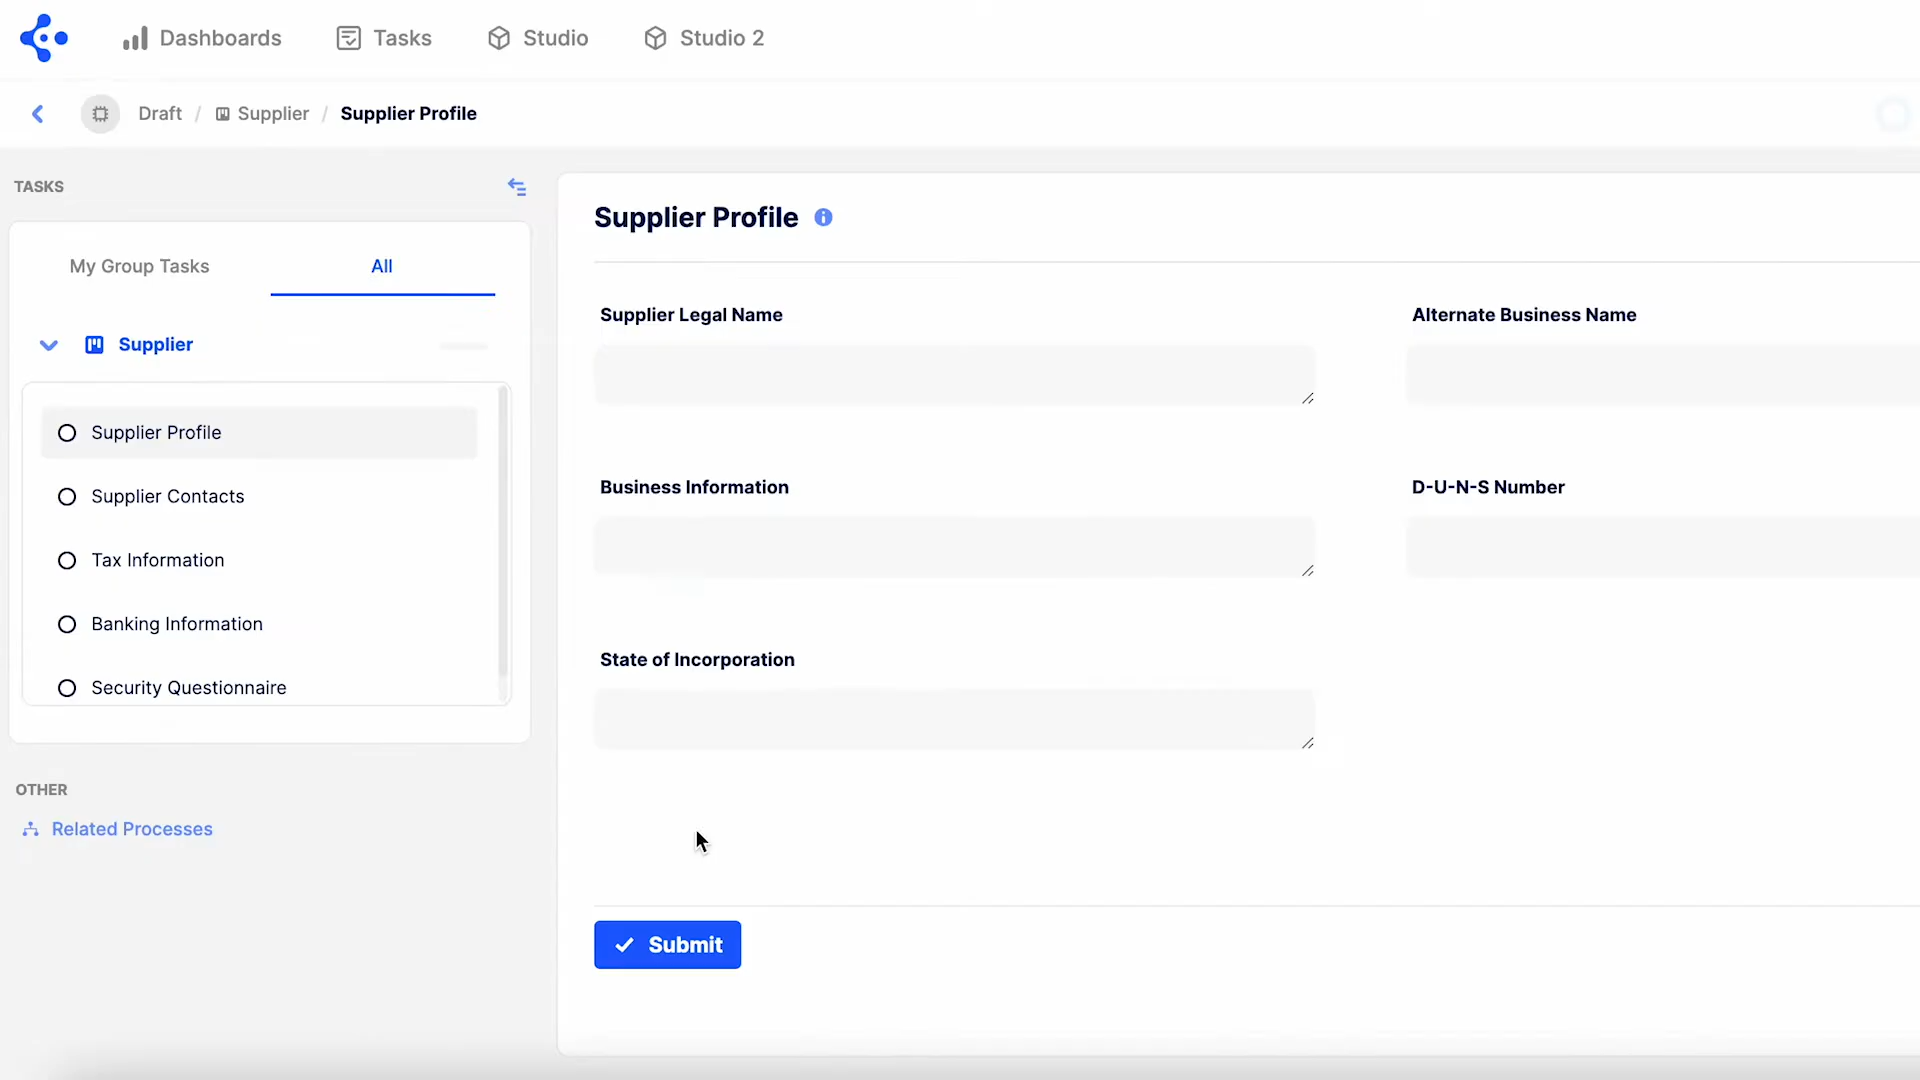 Dashboards
Tasks
Studio
Studio 2
Draft / Supplier / Supplier Profile
TASKS
My Group Tasks
All
Supplier
Supplier Profile
Supplier Contacts
Tax Information
Banking Information
Security Questionnaire
OTHER
Related Processes
Supplier Profile
Supplier Legal Name
Alternate Business Name
Business Information
D-U-N-S Number
State of Incorporation
Submit